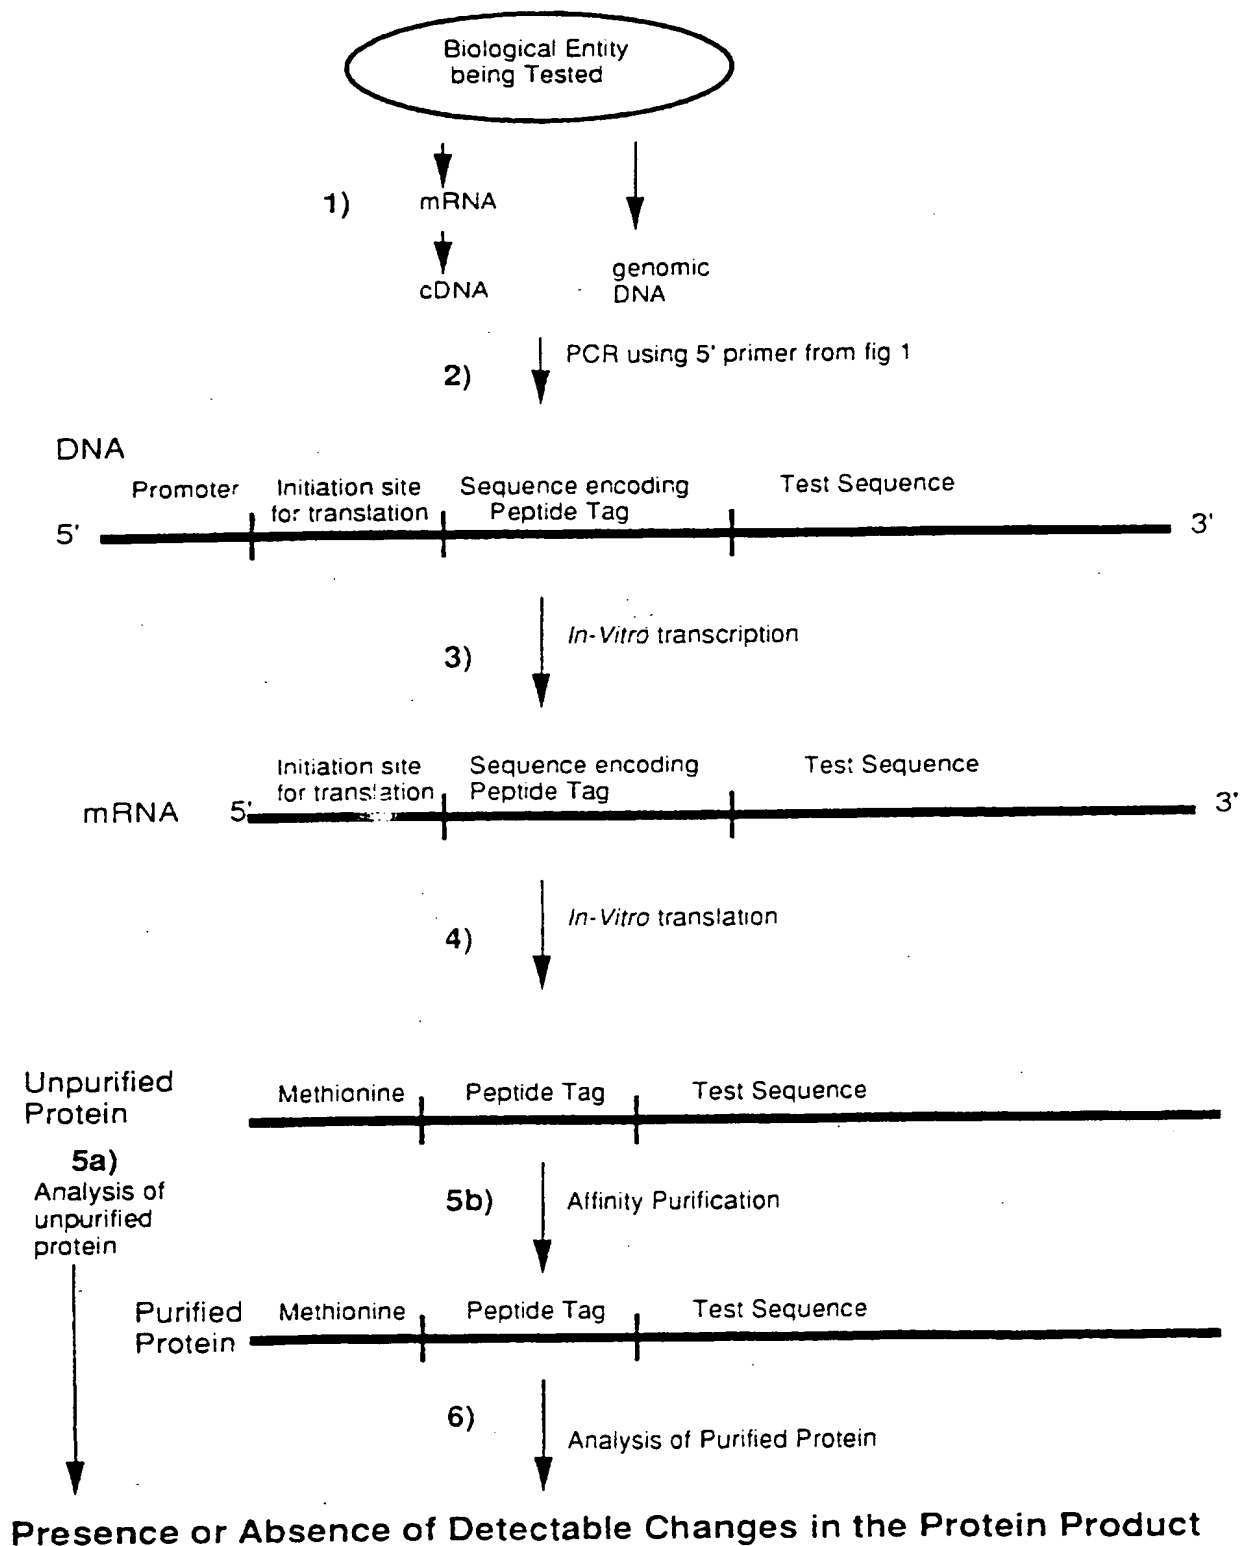 Biological Entity
being Tested
1)
mRNA
cDNA
genomic
DNA
2)
PCR using 5' primer from fig 1
DNA
Promoter
Initiation site
for translation
Sequence encoding
Peptide Tag
Test Sequence
5'
3'
3)
In-Vitro transcription
Initiation site
for translation
Sequence encoding
Peptide Tag
Test Sequence
mRNA
5'
3'
4)
In-Vitro translation
Unpurified
Protein
Methionine
Peptide Tag
Test Sequence
5a)
Analysis of
unpurified
protein
5b)
Affinity Purification
Purified
Protein
Methionine
Peptide Tag
Test Sequence
6)
Analysis of Purified Protein
Presence or Absence of Detectable Changes in the Protein Product